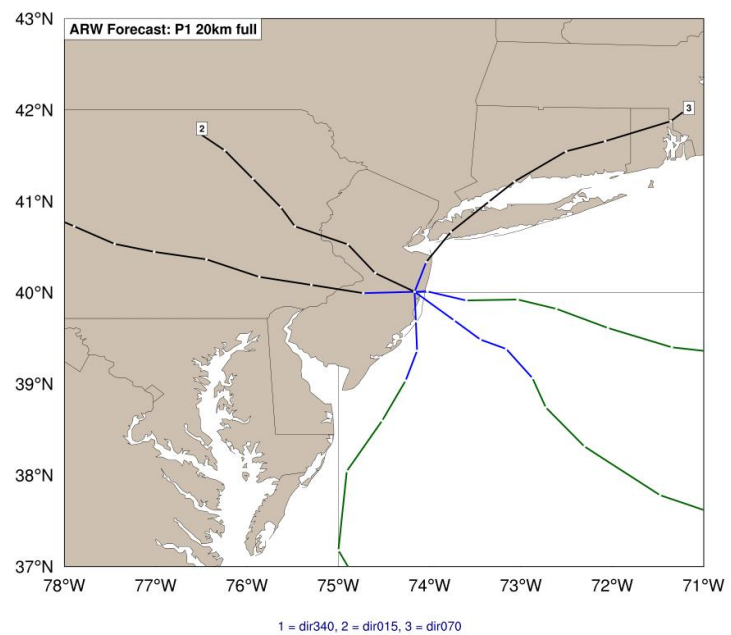 43°N
ARW Forecast: P1 20km full
42°N
2
3
41°N
40°N
39°N
38°N
37°N
78°W 77°W 76°W 75°W 74°W 73°W 72°W 71°W
1 = dir340, 2 = dir015, 3 = dir070